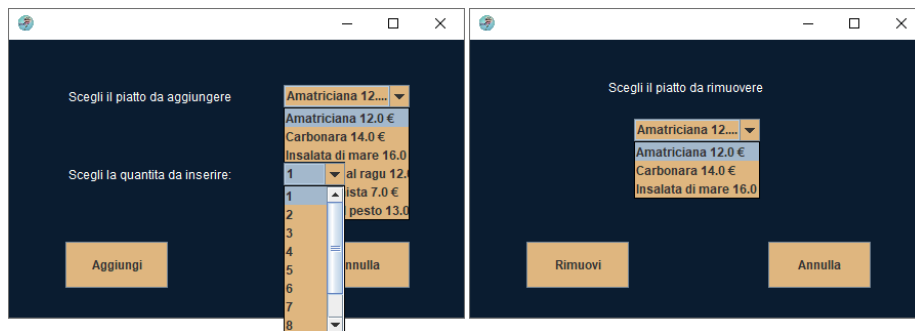 Scegli il piatto da aggiungere
Amatriciana 12....
Amatriciana 12.0 €
Carbonara 14.0 €
Insalata di mare 16.0
Scegli la quantita da inserire:
1
al ragu 12.
ista 7.0 €
pesto 13.0
1
2
3
4
5
6
7
8
Aggiungi
nnulla
Scegli il piatto da rimuovere
Amatriciana 12....
Amatriciana 12.0 €
Carbonara 14.0 €
Insalata di mare 16.0
Rimuovi
Annulla